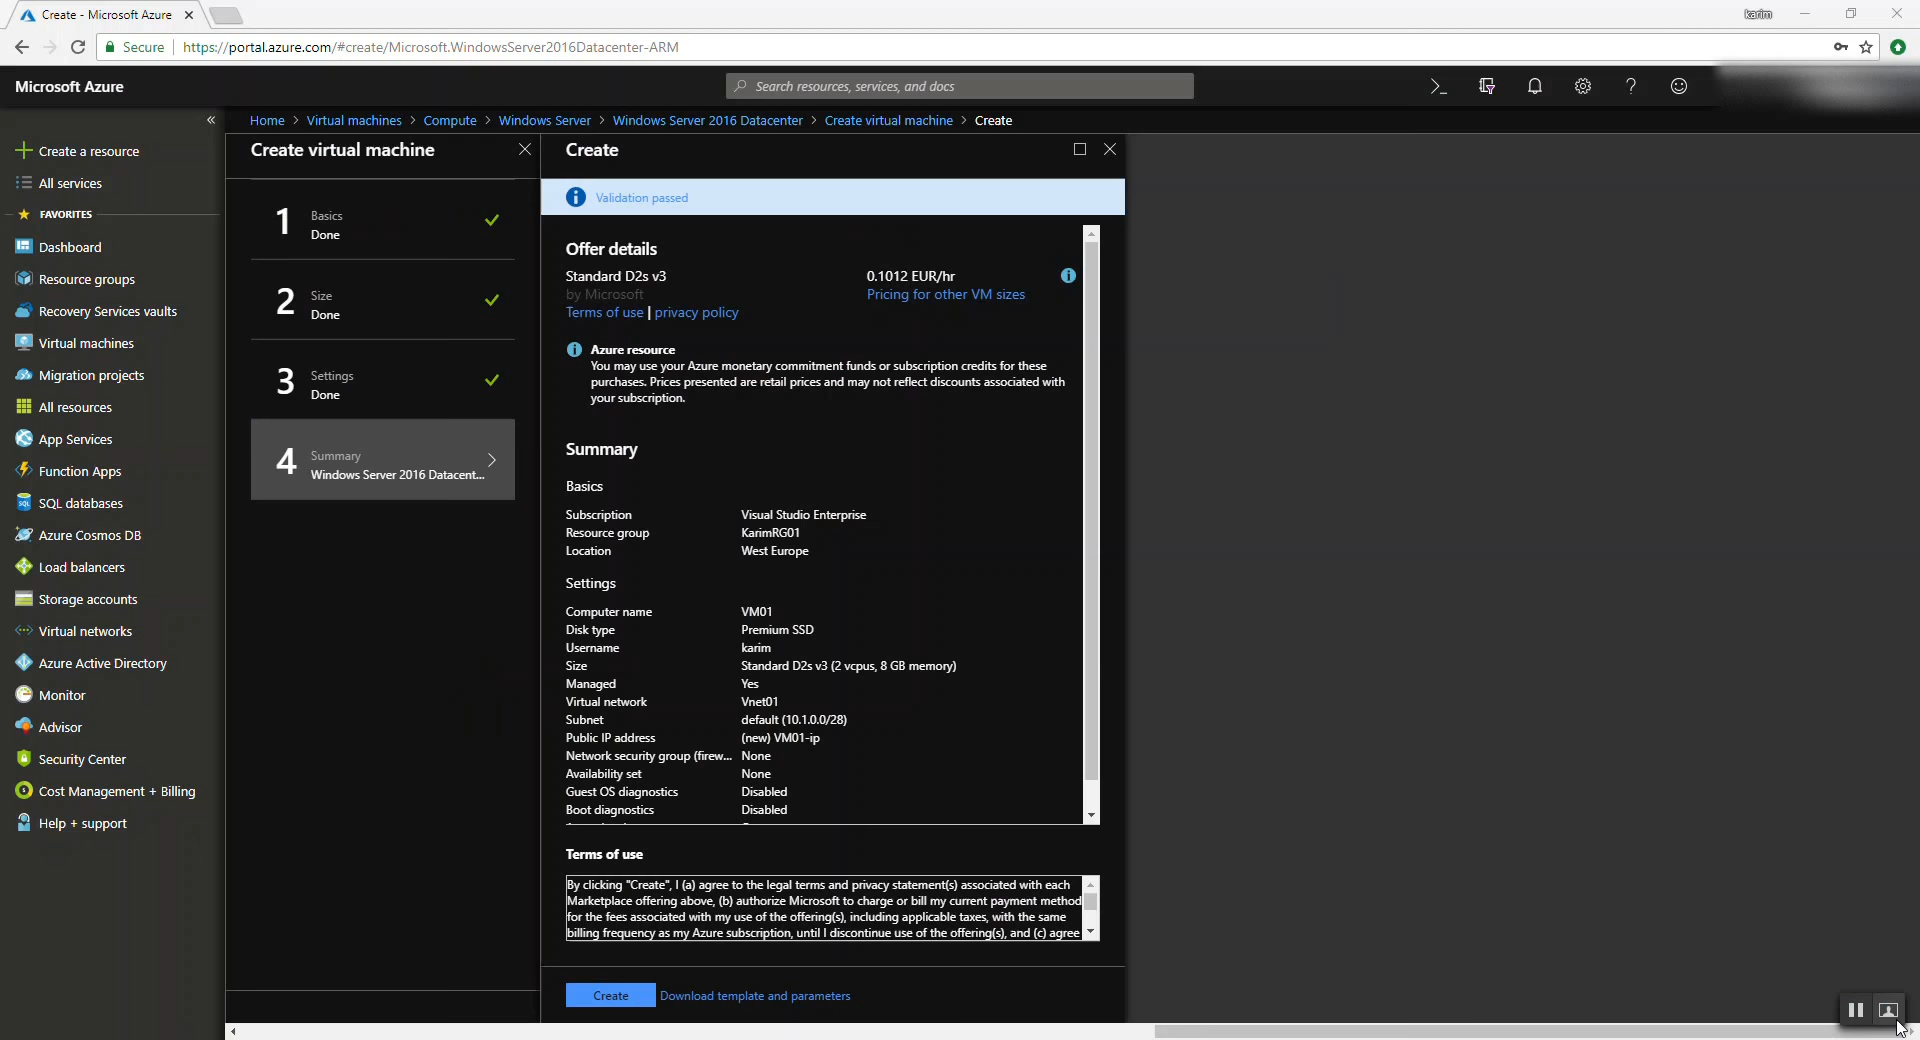 Create - Microsoft Azure
karim
Secure
https://portal.azure.com/#create/Microsoft.WindowsServer2016Datacenter-ARM
Microsoft Azure
Search resources, services, and docs
Home > Virtual machines > Compute > Windows Server > Windows Server 2016 Datacenter > Create virtual machine > Create
Create a resource
All services
FAVORITES
Dashboard
Resource groups
Recovery Services vaults
Virtual machines
Migration projects
All resources
App Services
Function Apps
SQL databases
Azure Cosmos DB
Load balancers
Storage accounts
Virtual networks
Azure Active Directory
Monitor
Advisor
Security Center
Cost Management + Billing
Help + support
Create virtual machine
1 Basics
Done
2 Size
Done
3 Settings
Done
4 Summary
Windows Server 2016 Datacent...
Create
Validation passed
Offer details
Standard D2s v3 0.1012 EUR/hr
by Microsoft Pricing for other VM sizes
Terms of use | privacy policy
Azure resource
You may use your Azure monetary commitment funds or subscription credits for these
purchases. Prices presented are retail prices and may not reflect discounts associated with
your subscription.
Summary
Basics
Subscription Visual Studio Enterprise
Resource group KarimRG01
Location West Europe
Settings
Computer name VM01
Disk type Premium SSD
Username karim
Size Standard D2s v3 (2 vcpus, 8 GB memory)
Managed Yes
Virtual network Vnet01
Subnet default (10.1.0.0/28)
Public IP address (new) VM01-ip
Network security group (firew... None
Availability set None
Guest OS diagnostics Disabled
Boot diagnostics Disabled
Terms of use
By clicking "Create", I (a) agree to the legal terms and privacy statement(s) associated with each
Marketplace offering above, (b) authorize Microsoft to charge or bill my current payment method
for the fees associated with my use of the offering(s), including applicable taxes, with the same
billing frequency as my Azure subscription, until I discontinue use of the offering(s), and (c) agree
Create Download template and parameters